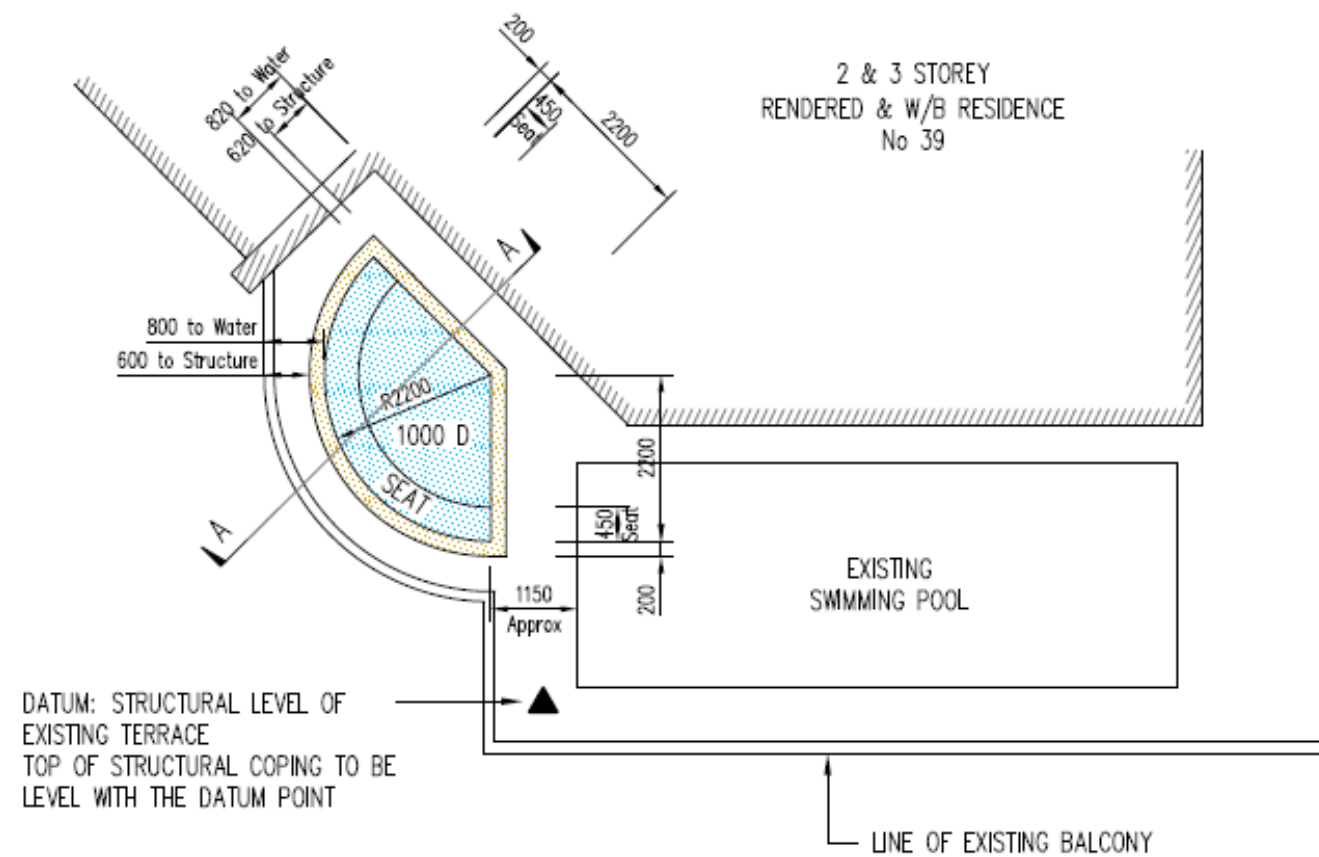 200
820 to Water
620 to Structure
450
Seat
2200
2 & 3 STOREY
RENDERED & W/B RESIDENCE
No 39
A
800 to Water
600 to Structure
R2200
1000 D
SEAT
A
2200
450
Seat
200
1150
Approx
EXISTING
SWIMMING POOL
DATUM: STRUCTURAL LEVEL OF
EXISTING TERRACE
TOP OF STRUCTURAL COPING TO BE
LEVEL WITH THE DATUM POINT
LINE OF EXISTING BALCONY